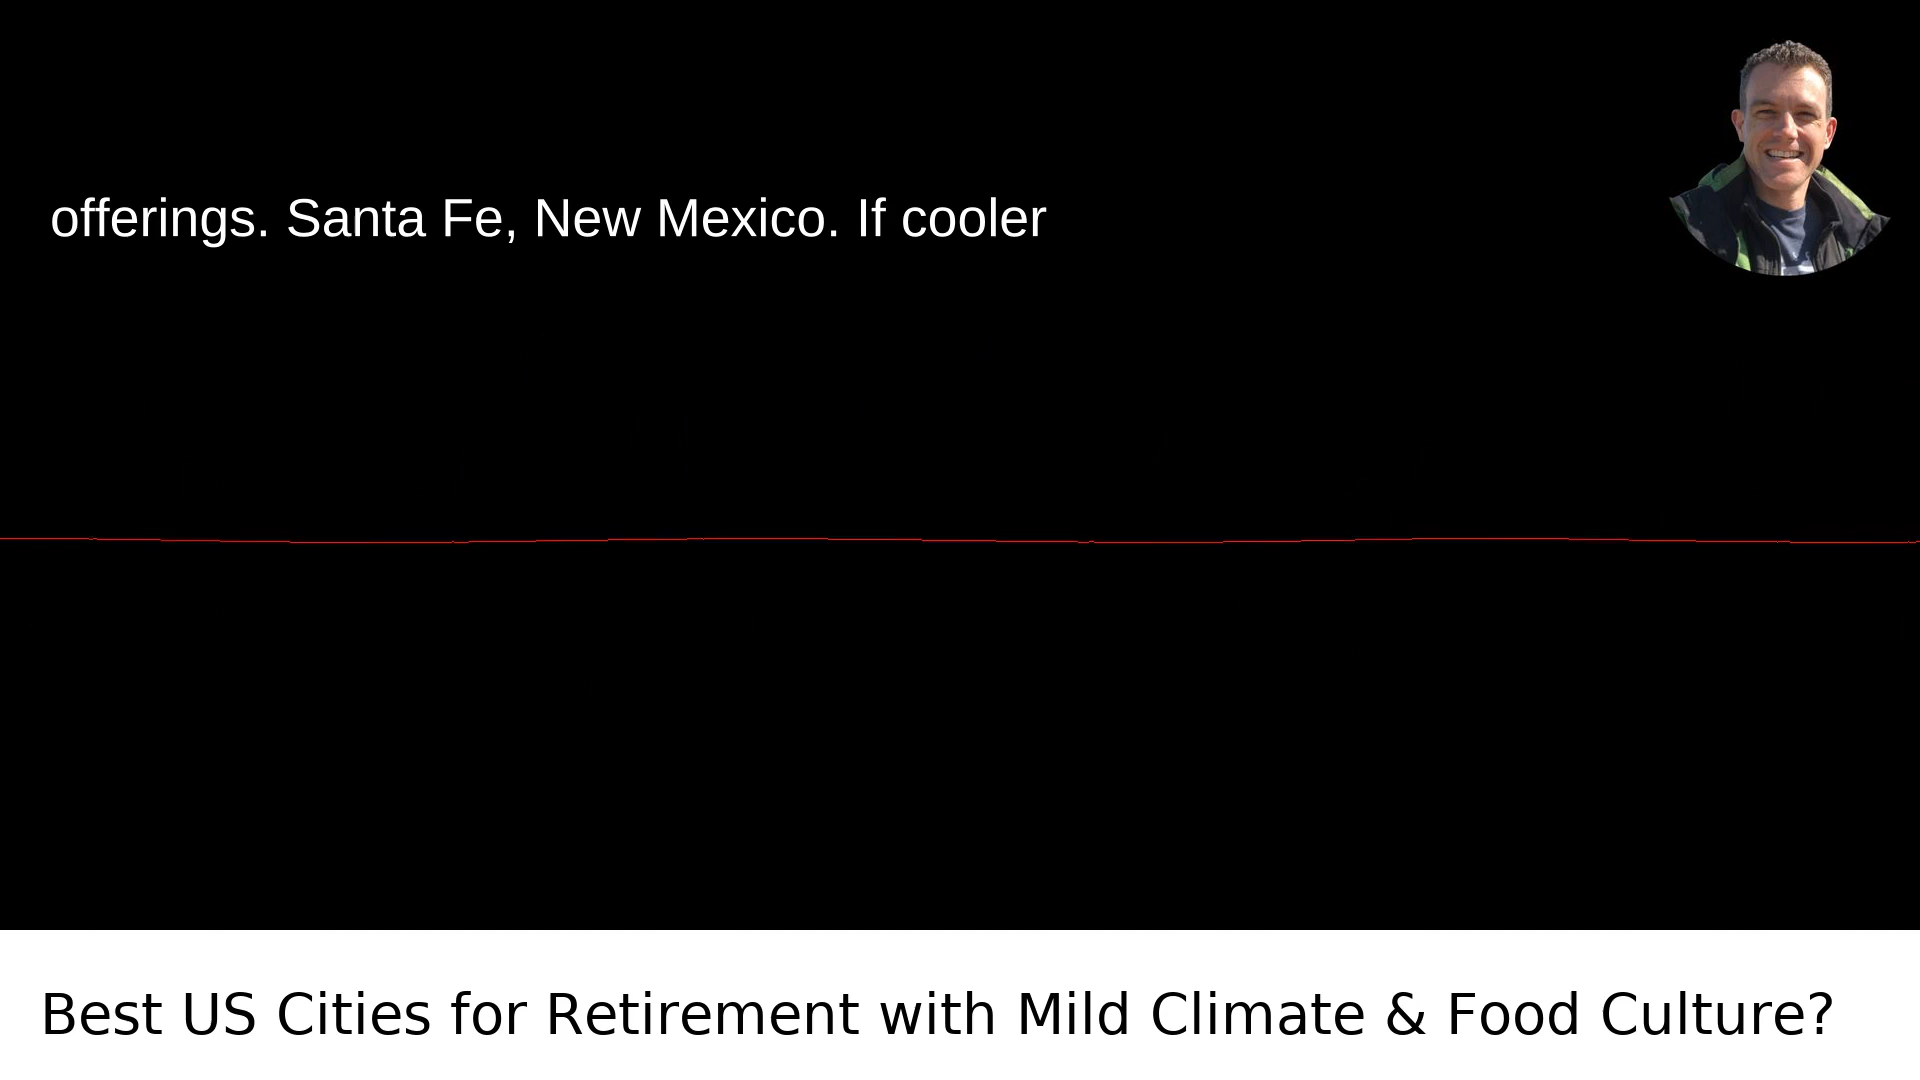 offerings. Santa Fe, New Mexico. If cooler
Best US Cities for Retirement with Mild Climate & Food Culture?